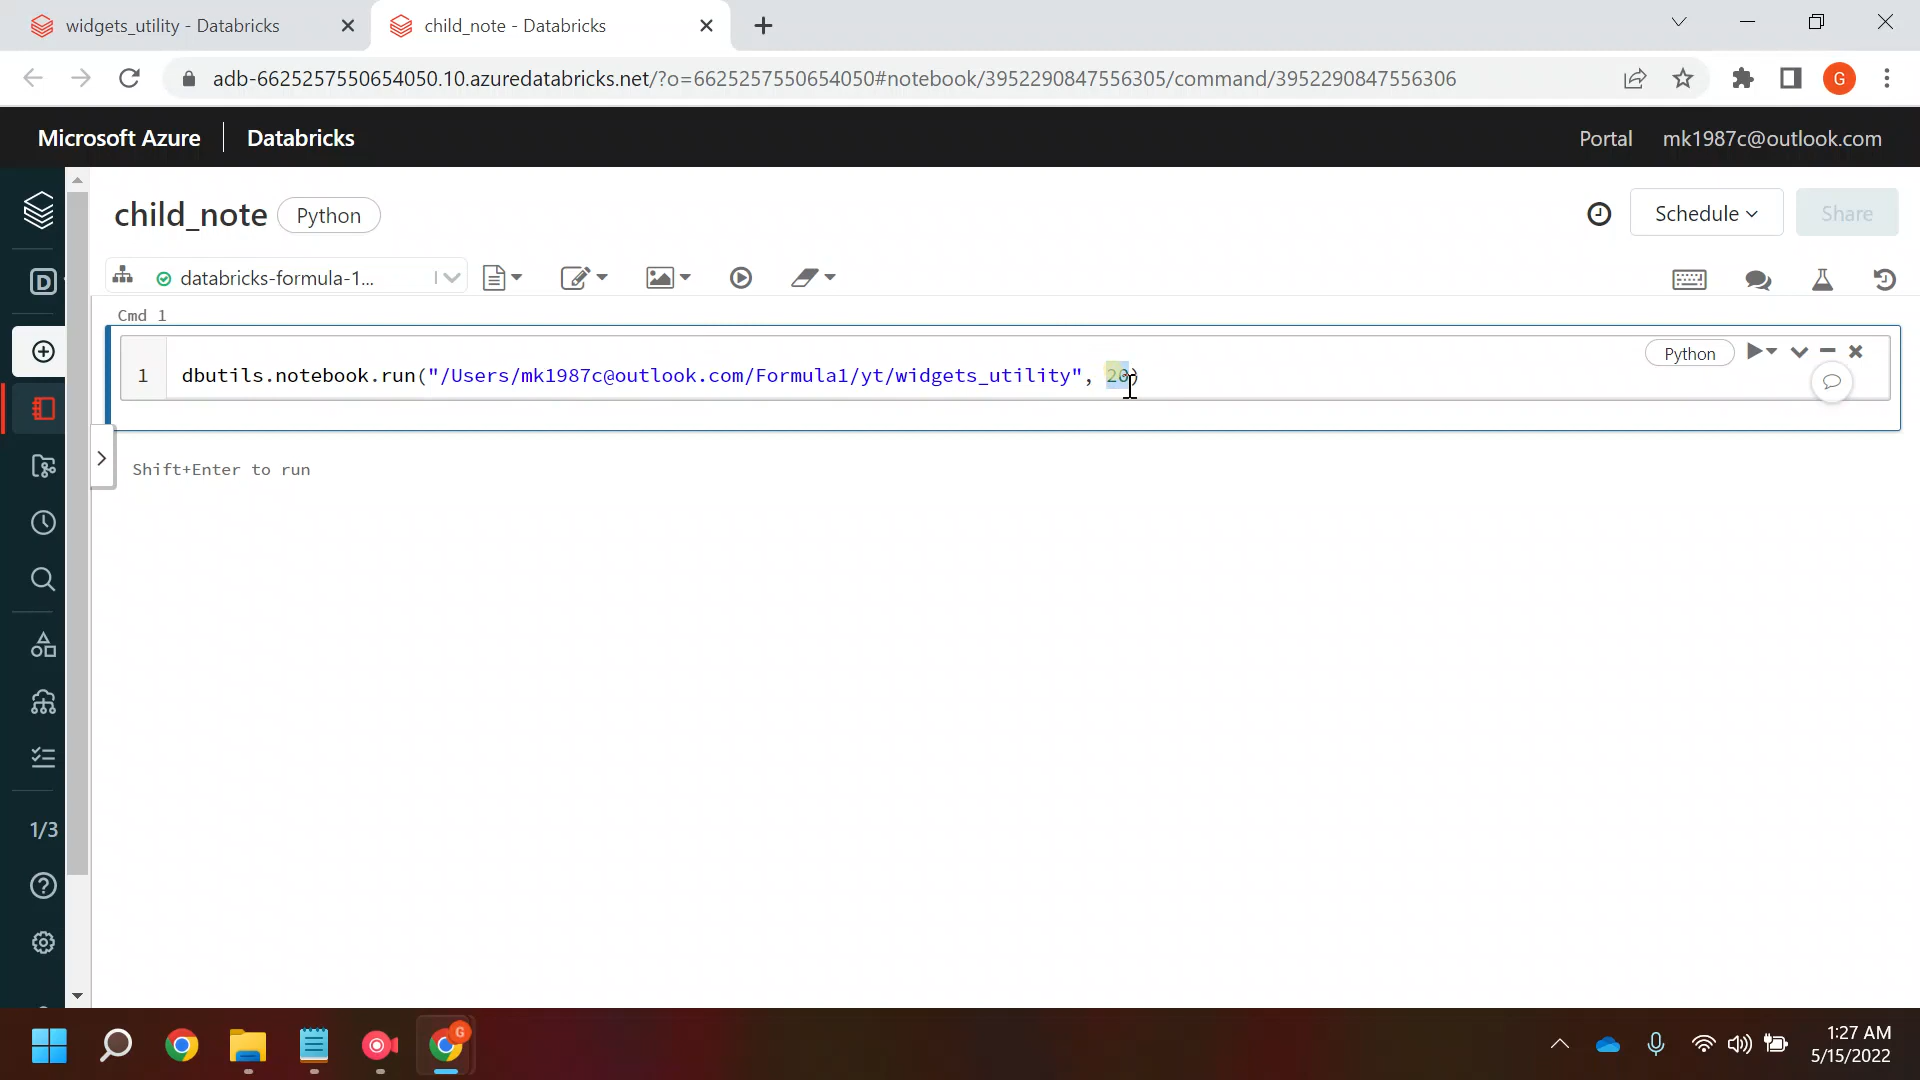 widgets_utility - Databricks
child_note - Databricks
adb-6625257550654050.10.azuredatabricks.net/?o=6625257550654050#notebook/3952290847556305/command/3952290847556306
G
Microsoft Azure
Databricks
Portal
mk1987c@outlook.com
child_note
Python
Schedule
Share
D
databricks-formula-1...
Cmd 1
Python
1
dbutils.notebook.run("/Users/mk1987c@outlook.com/Formula1/yt/widgets_utility", 20)
Shift+Enter to run
1/3
G
1:27 AM
5/15/2022